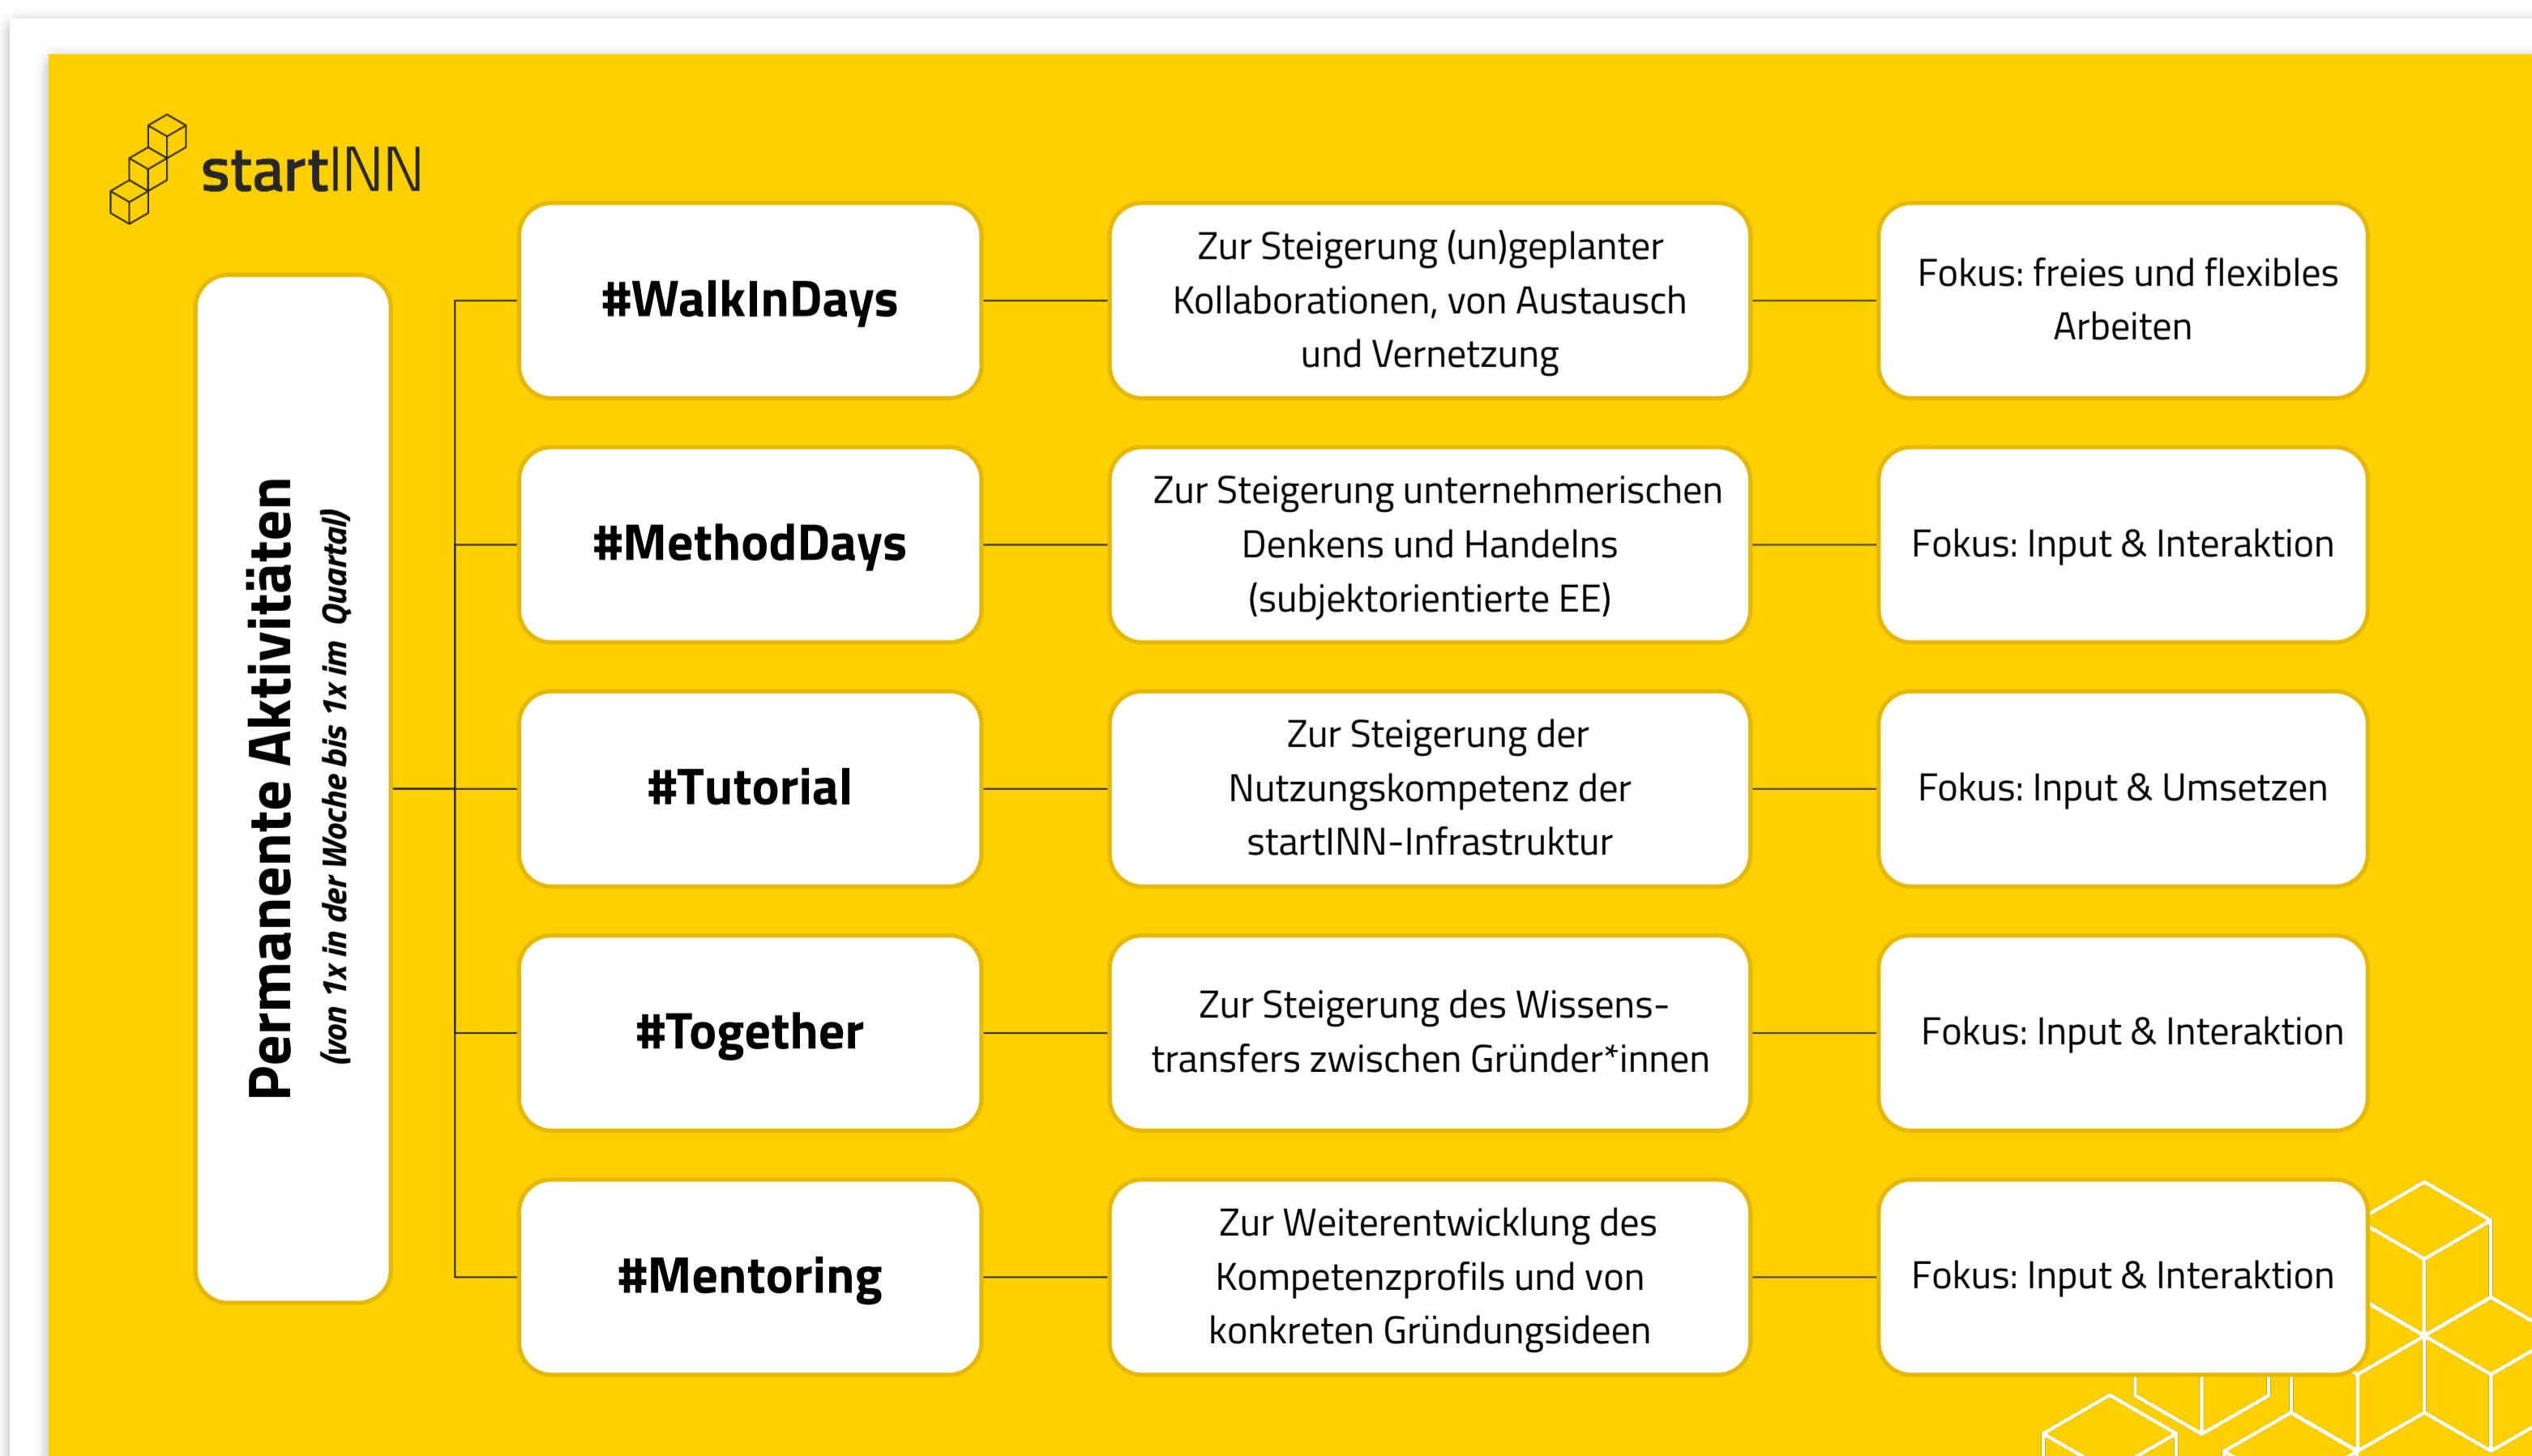 startINN
Permanente Aktivitäten
(von 1x in der Woche bis 1x im Quartal)
#WalkInDays
Zur Steigerung (un)geplanter
Kollaborationen, von Austausch
und Vernetzung
Fokus: freies und flexibles
Arbeiten
#MethodDays
Zur Steigerung unternehmerischen
Denkens und Handelns
(subjektorientierte EE)
Fokus: Input & Interaktion
#Tutorial
Zur Steigerung der
Nutzungskompetenz der
startINN-Infrastruktur
Fokus: Input & Umsetzen
#Together
Zur Steigerung des Wissens-
transfers zwischen Gründer*innen
Fokus: Input & Interaktion
#Mentoring
Zur Weiterentwicklung des
Kompetenzprofils und von
konkreten Gründungsideen
Fokus: Input & Interaktion